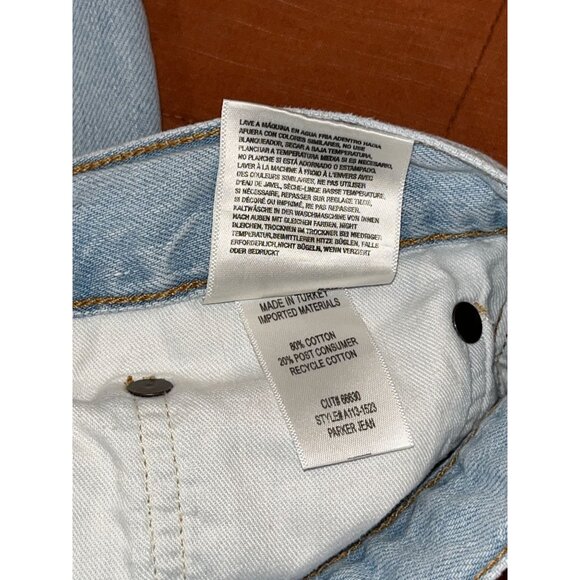 LAVE A MÁQUINA EN AGUA FRIA ADENTRO HACIA
AFUERA CON COLORES SIMILARES, NO USE
BLANQUEADOR, SECAR A BAJA TEMPERATURA,
PLANCHAR A TEMPERATURA MEDIA SI ES NECESARIO,
NO PLANCHE SI ESTÁ ADORNADO O ESTAMPADO.
LAVER À LA MACHINE À FROID À L'ENVERS AVEC
DES COULEURS SIMILAIRES, NE PAS UTILISER
D'EAU DE JAVEL, SÈCHE-LINGE BASSE TEMPÉRATURE,
SI NÉCESSAIRE, REPASSER SUR RÉGLAGE TIÈDE,
SI DÉCORÉ OU IMPRIMÉ, NE PAS REPASSER.
KALTWÄSCHE IN DER WASCHMASCHINE VON INNEN
NACH AUßEN MIT GLEICHEN FARBEN, NICHT
BLEICHEN, TROCKNEN IM TROCKNER BEI NIEDRIGER
TEMPERATUR, BEI MITTLERER HITZE BÜGELN, FALLS
ERFORDERLICH, NICHT BÜGELN, WENN VERZIERT
ODER BEDRUCKT
MADE IN TURKEY
IMPORTED MATERIALS
80% COTTON
20% POST CONSUMER
RECYCLE COTTON
CUT# 66630
STYLE# A113-1523
PARKER JEAN